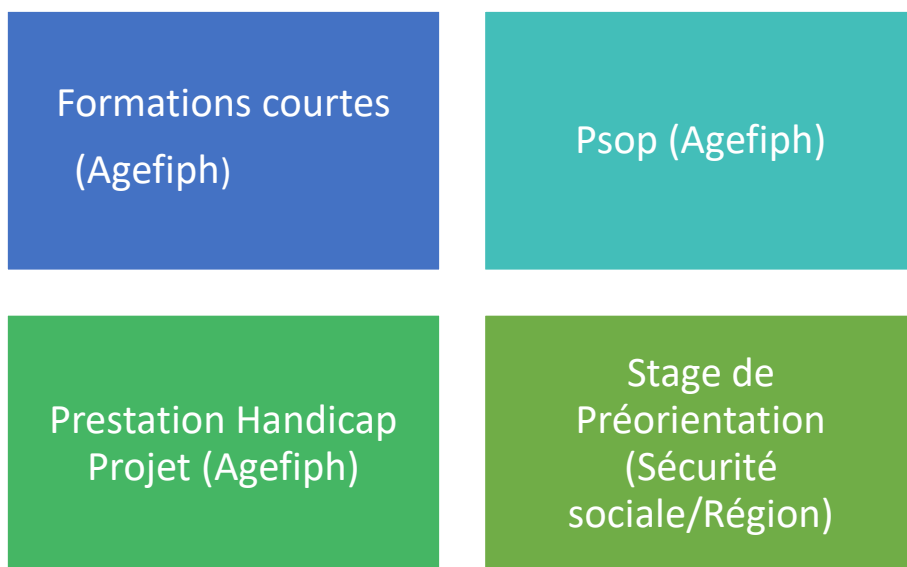 Formations courtes
(Agefiph)
Psop (Agefiph)
Prestation Handicap
Projet (Agefiph)
Stage de
Préorientation
(Sécurité
sociale/Région)